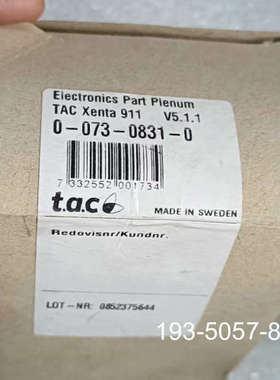 Electronics Part Plenum
TAC Xenta 911 V5.1.1
0-073-0831-0
7 332552 001734
t.a.c
MADE IN SWEDEN
Redovisnr/Kundnr.
LOT-NR: 0852375644
193-5057-8